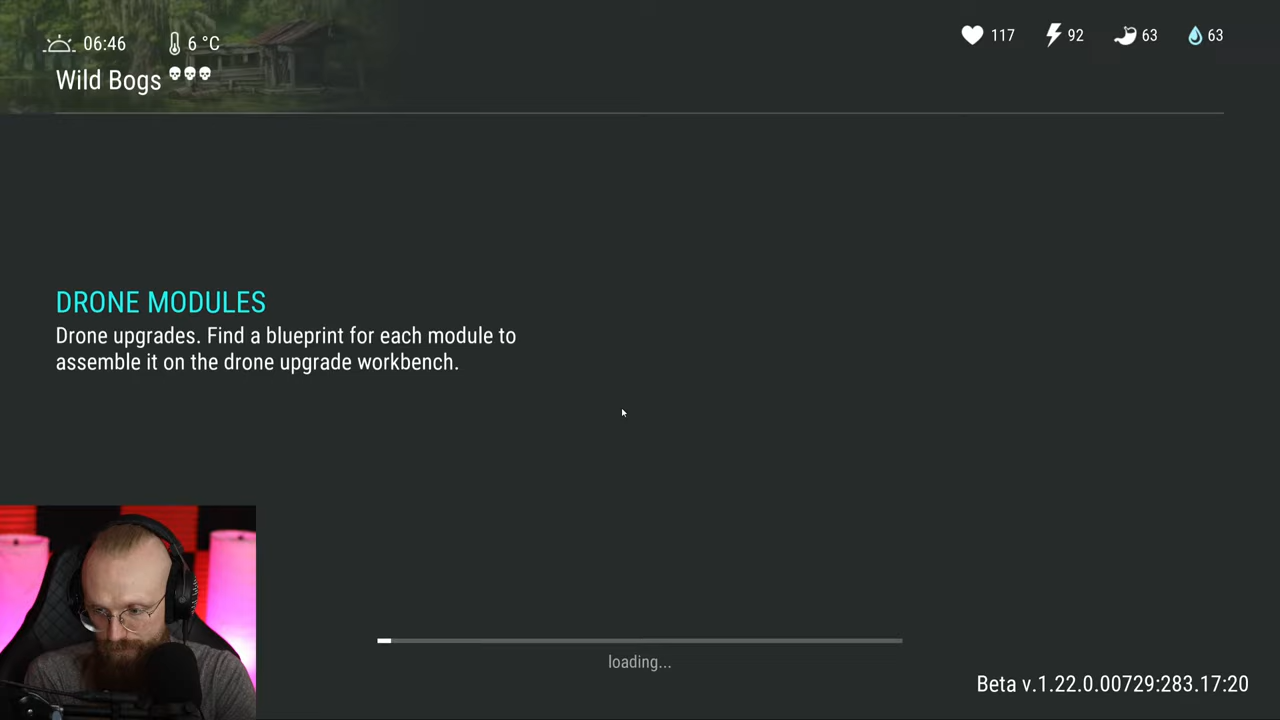 06:46 6 °C
Wild Bogs
117 92 63 63
DRONE MODULES
Drone upgrades. Find a blueprint for each module to
assemble it on the drone upgrade workbench.
loading...
Beta v.1.22.0.00729:283.17:20